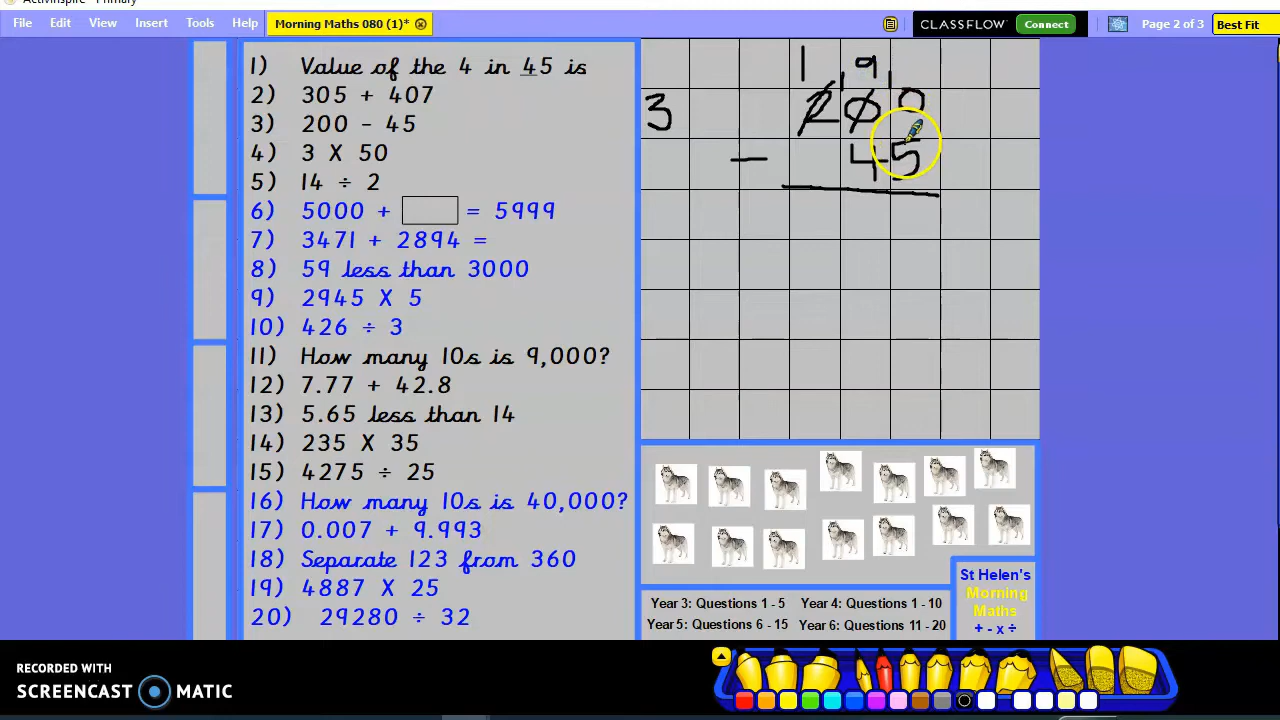 ActivInspire - Primary
File Edit View Insert Tools Help Morning Maths 080 (1)* CLASSFLOW Connect Page 2 of 3 Best Fit
1) Value of the 4 in 45 is
2) 305 + 407
3) 200 - 45
4) 3 X 50
5) 14 ÷ 2
6) 5000 + = 5999
7) 3471 + 2894 =
8) 59 less than 3000
9) 2945 X 5
10) 426 ÷ 3
11) How many 10s is 9,000?
12) 7.77 + 42.8
13) 5.65 less than 14
14) 235 X 35
15) 4275 ÷ 25
16) How many 10s is 40,000?
17) 0.007 + 9.993
18) Separate 123 from 360
19) 4887 X 25
20) 29280 ÷ 32
1 1 9 1
3 2 0 0
- 4 5
Year 3: Questions 1 - 5 Year 4: Questions 1 - 10
Year 5: Questions 6 - 15 Year 6: Questions 11 - 20
St Helen's
Morning
Maths
+ - x ÷
RECORDED WITH
SCREENCAST MATIC